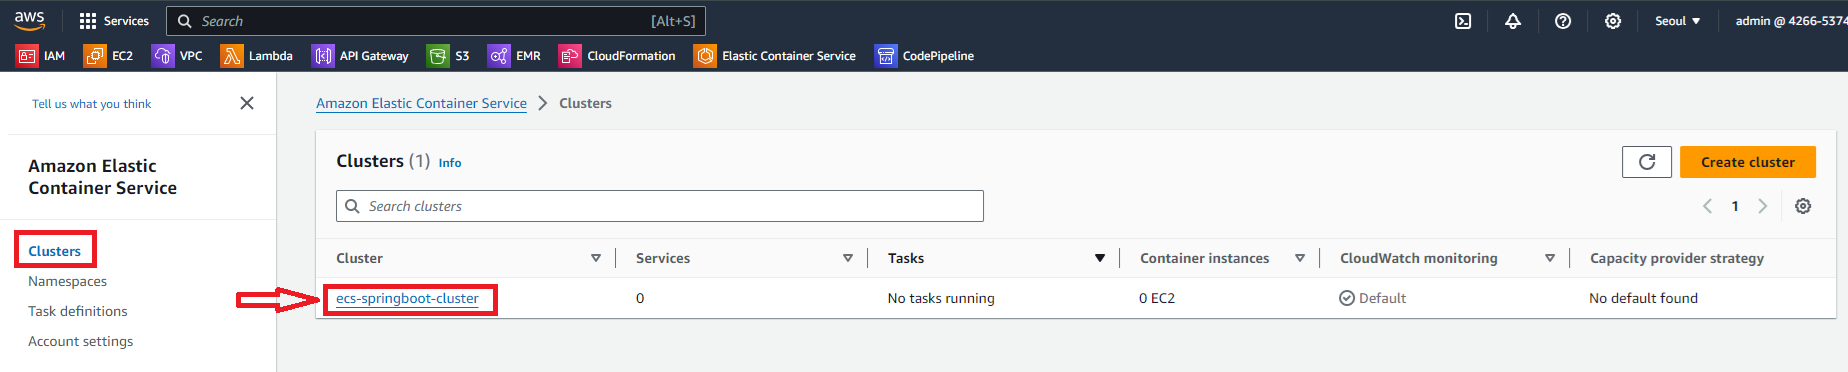 aws Services Search [Alt+S] Seoul ▼ admin @ 4266-5374
IAM EC2 VPC Lambda API Gateway S3 EMR CloudFormation Elastic Container Service CodePipeline
Tell us what you think
Amazon Elastic
Container Service
Clusters
Namespaces
Task definitions
Account settings
Amazon Elastic Container Service > Clusters
Clusters (1) Info
Create cluster
Search clusters
1
Cluster Services Tasks Container instances CloudWatch monitoring Capacity provider strategy
ecs-springboot-cluster 0 No tasks running 0 EC2 Default No default found